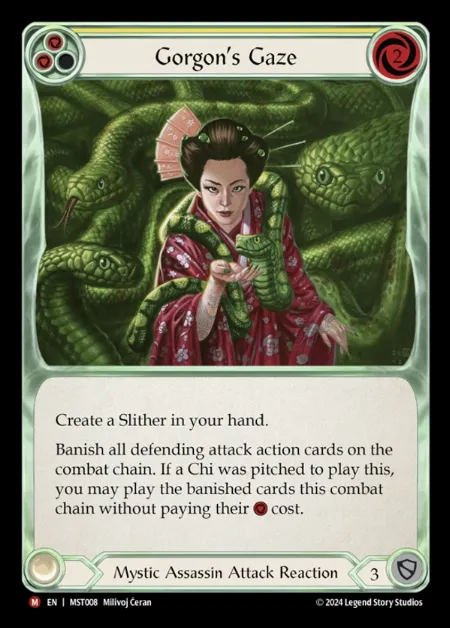 Gorgon's Gaze
2
Create a Slither in your hand.
Banish all defending attack action cards on the
combat chain. If a Chi was pitched to play this,
you may play the banished cards this combat
chain without paying their cost.
Mystic Assassin Attack Reaction
3
M EN | MST008 Milivoj Ćeran
© 2024 Legend Story Studios